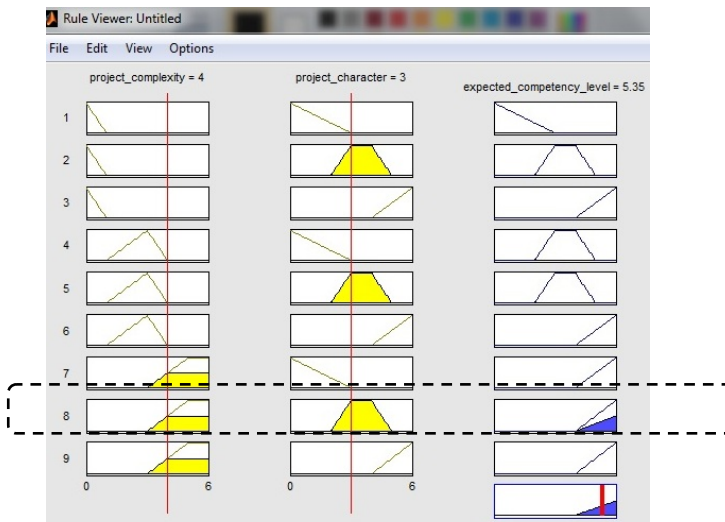 Rule Viewer: Untitled
File Edit View Options
project_complexity = 4 project_character = 3 expected_competency_level = 5.35
1
2
3
4
5
6
7
8
9
0 6 0 6